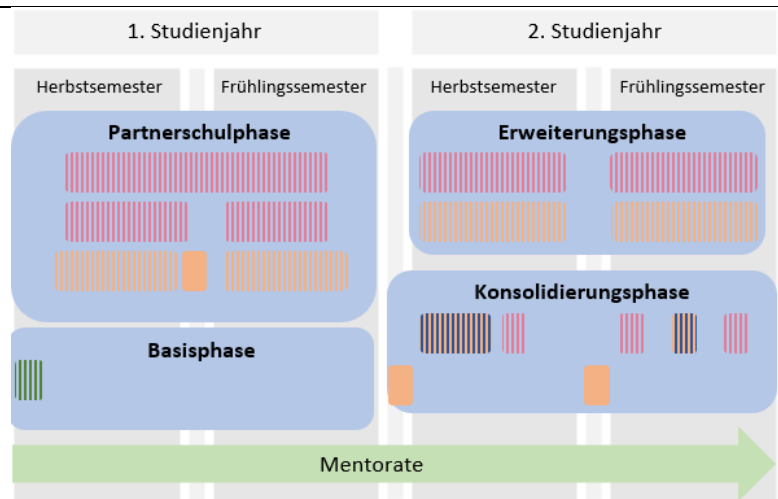 1. Studienjahr
2. Studienjahr
Herbstsemester
Frühlingssemester
Herbstsemester
Frühlingssemester
Partnerschulphase
Erweiterungsphase
Konsolidierungsphase
Basisphase
Mentorate